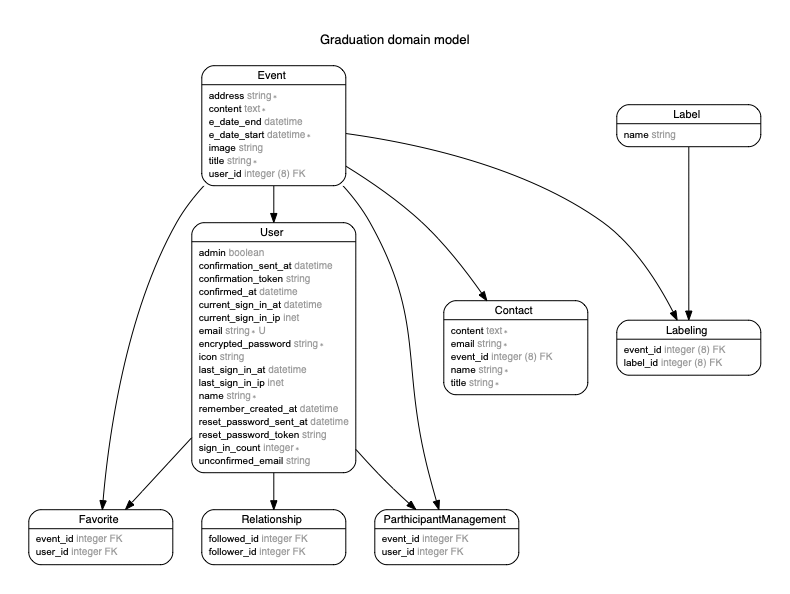 Graduation domain model
Event
address string *
content text *
e_date_end datetime
e_date_start datetime *
image string
title string *
user_id integer (8) FK
Label
name string
User
admin boolean
confirmation_sent_at datetime
confirmation_token string
confirmed_at datetime
current_sign_in_at datetime
current_sign_in_ip inet
email string * U
encrypted_password string *
icon string
last_sign_in_at datetime
last_sign_in_ip inet
name string *
remember_created_at datetime
reset_password_sent_at datetime
reset_password_token string
sign_in_count integer *
unconfirmed_email string
Contact
content text *
email string *
event_id integer (8) FK
name string *
title string *
Labeling
event_id integer (8) FK
label_id integer (8) FK
Favorite
event_id integer FK
user_id integer FK
Relationship
followed_id integer FK
follower_id integer FK
ParthicipantManagement
event_id integer FK
user_id integer FK